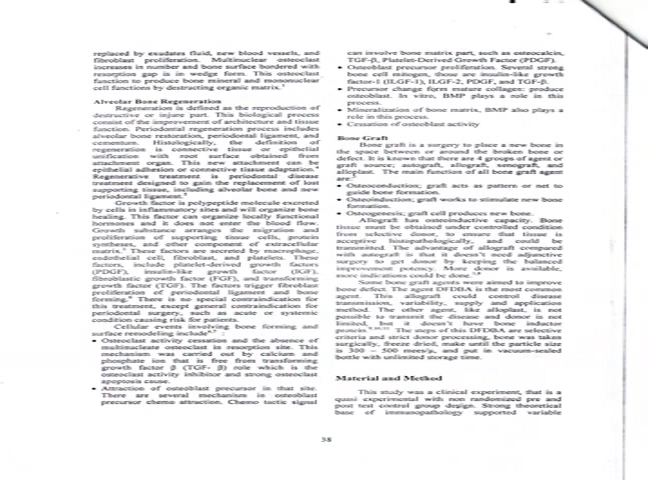 replaced by exudates fluid, new blood vessels, and
fibroblast proliferation. Multinuclear osteoclast
increases in number and bone surface bordered with
resorption gap is in wedge form. This osteoclast
function to produce bone mineral and mononuclear
cell functions by destructing organic matrix.
Alveolar Bone Regeneration
Regeneration is defined as the reproduction of
destructive or injure part. This biological process
consist of the improvement of architecture and tissue
function. Periodontal regeneration process includes
alveolar bone restoration, periodontal ligament, and
cementum. Histologically, the definition of
regeneration is connective tissue or epithelial
unification with root surface obtained from
attachment organ. This new attachment can be
epithelial adhesion or connective tissue adaptation.
Regenerative treatment is periodontal disease
treatment designed to gain the replacement of lost
supporting tissue, including alveolar bone and new
periodontal ligament.
Growth factor is polypeptide molecule excreted
by cells in inflammatory sites and will organize bone
healing. This factor can organize locally functional
hormones and it does not enter the blood flow.
Growth substance arranges the migration and
proliferation of supporting tissue cells, protein
syntheses, and other component of extracellular
matrix. These factors are secreted by macrophage,
endothelial cell, fibroblast, and platelets. These
factors, include platelet-derived growth factors
(PDGF), insulin-like growth factor (IGF),
fibroblastic growth factor (FGF), and transforming
growth factor (TGF). The factors trigger fibroblast
proliferation of periodontal ligament and bone
forming. There is no special contraindication for
this treatment, except general contraindication for
periodontal surgery, such as acute or systemic
condition causing risk for patients.
Cellular events involving bone forming and
surface remodeling include
• Osteoclast activity cessation and the absence of
multinucleate osteoclast in resorption site. This
mechanism was carried out by calcium and
phosphate ion that is free from transforming
growth factor β (TGF- β) role which is the
osteoclast activity inhibitor and strong osteoclast
apoptosis cause.
• Attraction of osteoblast precursor in that site.
There are several mechanism in osteoblast
precursor chemo attraction. Chemo tactic signal
can involve bone matrix part, such as osteocalcin,
TGF-β, Platelet-Derived Growth Factor (PDGF).
• Osteoblast precursor proliferation. Several strong
bone cell mitogen, those are insulin-like growth
factor-1 (ILGF-1), ILGF-2, PDGF, and TGF-β.
• Precursor change form mature collagen: produce
osteoblast. In vitro, BMP plays a role in this
process.
• Mineralization of bone matrix, BMP also plays a
role in this process.
• Cessation of osteoblast activity
Bone Graft
Bone graft is a surgery to place a new bone in
the space between or around the broken bone or
defect. It is known that there are 4 groups of agent or
graft source; autograft, allograft, xenograft, and
alloplast. The main function of all bone graft agent
are:
• Osteoconduction; graft acts as pattern or net to
guide bone formation.
• Osteoinduction; graft works to stimulate new bone
formation.
• Osteogenesis; graft cell produces new bone.
Allograft has osteoinductive capacity. Bone
tissue must be obtained under controlled condition
from selective donor, to ensure that tissue is
acceptive histopathologically, and could be
transmitted. The advantage of allograft compared
with autograft is that it doesn't need adjunctive
surgery to get donor by keeping the balanced
improvement potency. More donor is available,
more indications could be done.
Some bone graft agents were aimed to improve
bone defect. The agent DFDBA is the most common
agent. This allograft could control disease
transmission, variability, supply and application
method. The other agent, like alloplast, is not
possible to transmit the disease and donor is not
limited, but it doesn't have bone inductor
protein. The steps of this DFDBA are selective
criteria and strict donor processing, bone was taken
surgically, freeze dried, make until the particle size
is 300 – 500 and put in vacuum-sealed
bottle with unlimited storage time.
Material and Method
This study was a clinical experiment, that is a
quasi experimental with non randomized pre and
post test control group design. Strong theoretical
base of immunopathology supported variable
38